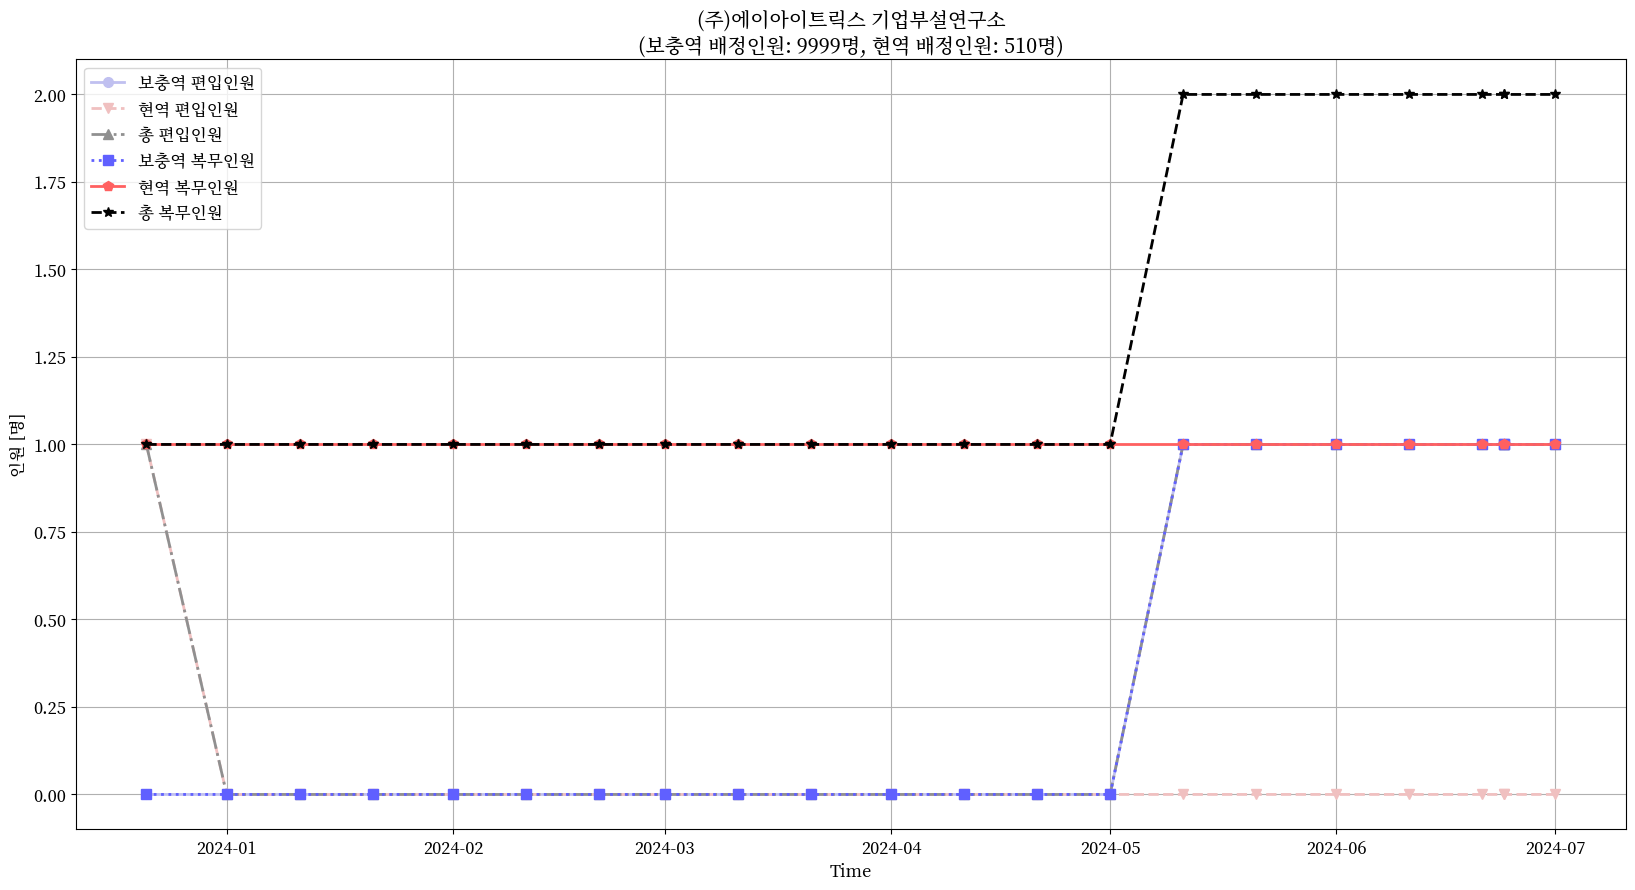 (주)에이아이트릭스 기업부설연구소
(보충역 배정인원: 9999명, 현역 배정인원: 510명)
보충역 편입인원
현역 편입인원
총 편입인원
보충역 복무인원
현역 복무인원
총 복무인원
2.00
1.75
1.50
1.25
1.00
0.75
0.50
0.25
0.00
인원 [명]
2024-01
2024-02
2024-03
2024-04
2024-05
2024-06
2024-07
Time